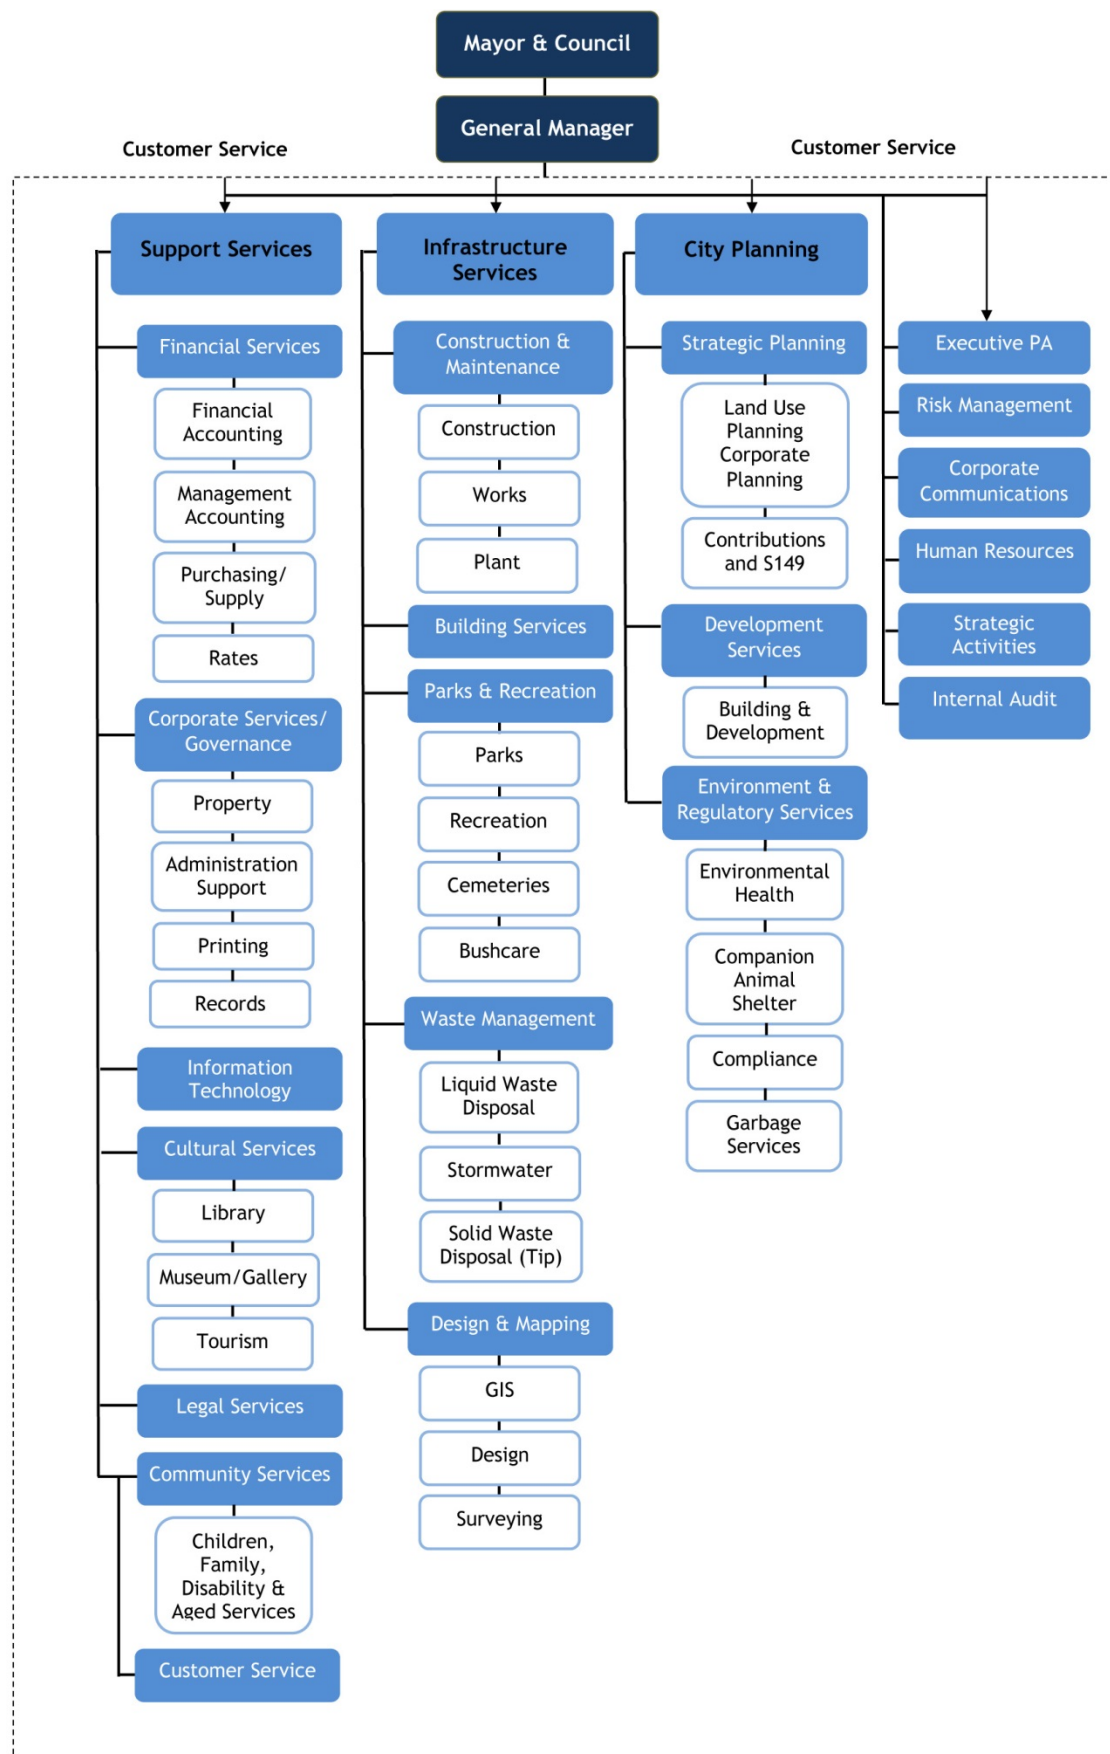 Mayor & Council
General Manager
Customer Service
Customer Service
Support Services
Financial Services
Financial
Accounting
Management
Accounting
Purchasing/
Supply
Rates
Corporate Services/
Governance
Property
Administration
Support
Printing
Records
Information
Technology
Cultural Services
Library
Museum/Gallery
Tourism
Legal Services
Community Services
Children,
Family,
Disability &
Aged Services
Customer Service
Infrastructure
Services
Construction &
Maintenance
Construction
Works
Plant
Building Services
Parks & Recreation
Parks
Recreation
Cemeteries
Bushcare
Waste Management
Liquid Waste
Disposal
Stormwater
Solid Waste
Disposal (Tip)
Design & Mapping
GIS
Design
Surveying
City Planning
Strategic Planning
Land Use
Planning
Corporate
Planning
Contributions
and S149
Development
Services
Building &
Development
Environment &
Regulatory Services
Environmental
Health
Companion
Animal
Shelter
Compliance
Garbage
Services
Executive PA
Risk Management
Corporate
Communications
Human Resources
Strategic
Activities
Internal Audit